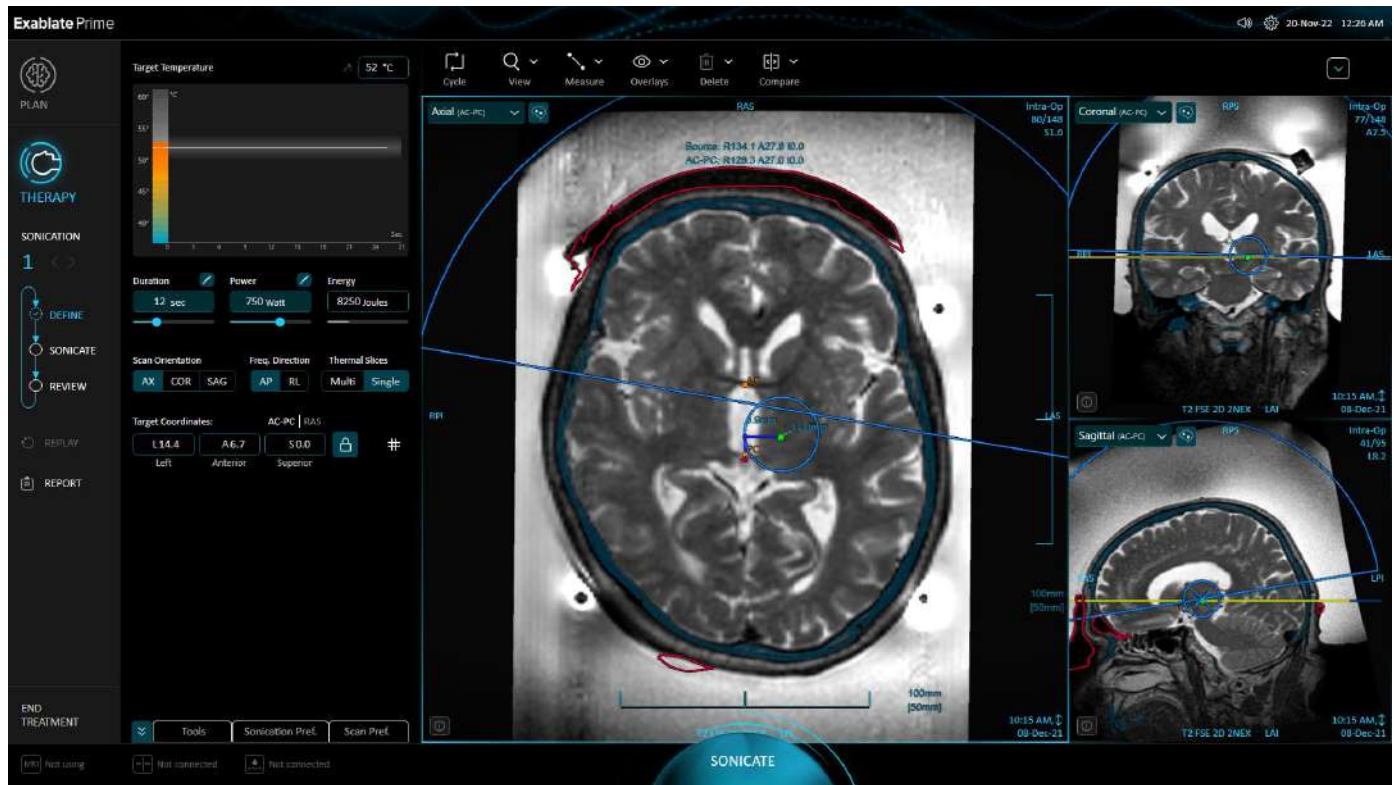 Exablate Prime
20-Nov-22 12:26 AM
PLAN
THERAPY
SONICATION
1
DEFINE
SONICATE
REVIEW
REPLAY
REPORT
END
TREATMENT
Target Temperature
52 °C
60°
°C
55°
50°
45°
40°
Sec
Duration
Power
Energy
12 sec
750 Watt
8250 Joules
Scan Orientation
Freq. Direction
Thermal Slices
AX COR SAG
AP RL
Multi Single
Target Coordinates:
AC-PC | RAS
L14.4
A6.7
S0.0
#
Left
Anterior
Superior
Tools
Sonication Pref.
Scan Pref.
Cycle
View
Measure
Overlays
Delete
Compare
Axial (AC-PC)
RAS
Intra-Op
80/148
S1.0
Source: R134.1 A27.8 I0.0
AC-PC: R129.3 A27.0 I0.0
RPI
LAS
100mm
[50mm]
100mm
[50mm]
10:15 AM,
08-Dec-21
Coronal (AC-PC)
RPS
Intra-Op
77/148
A7.5
RPI
LAS
10:15 AM,
T2 FSE 2D 2NEX LAI
08-Dec-21
Sagittal (AC-PC)
RPS
Intra-Op
41/95
L8.2
LPI
10:15 AM,
T2 FSE 2D 2NEX LAI
08-Dec-21
MRI Not using
Not connected
Not connected
SONICATE